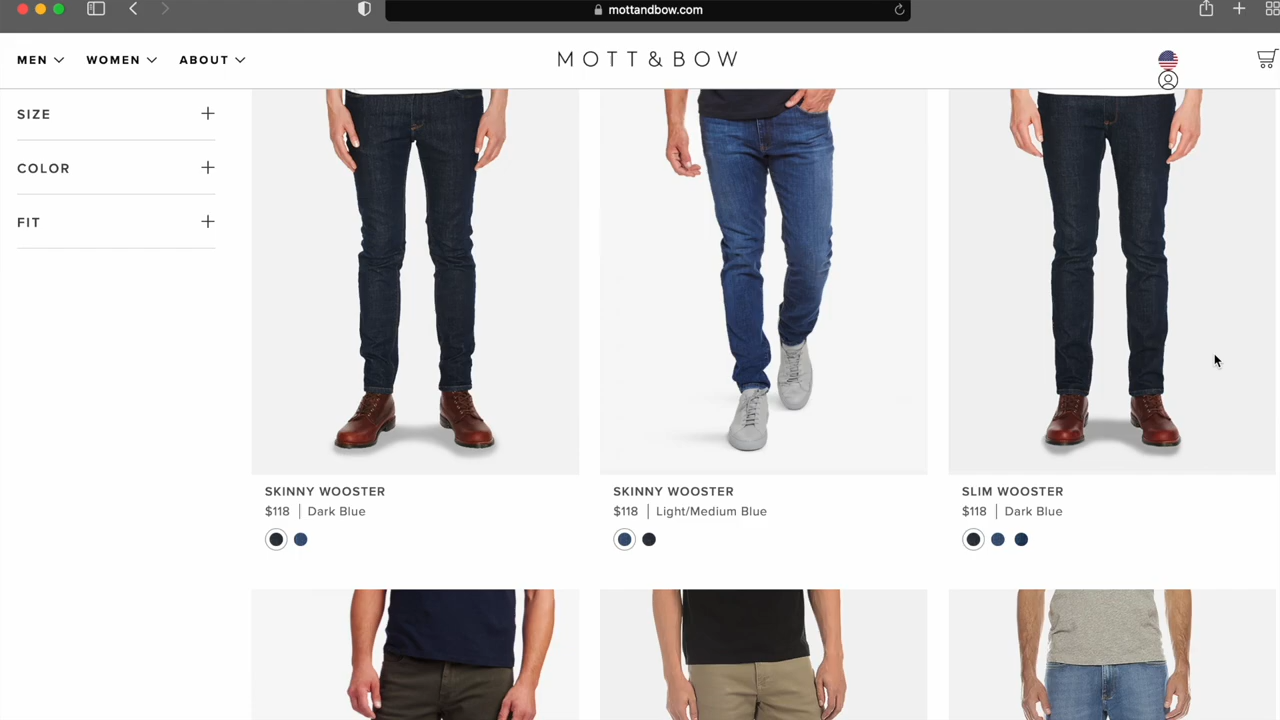 mottandbow.com
MEN WOMEN ABOUT MOTT & BOW
SIZE
COLOR
FIT
SKINNY WOOSTER
$118 | Dark Blue
SKINNY WOOSTER
$118 | Light/Medium Blue
SLIM WOOSTER
$118 | Dark Blue